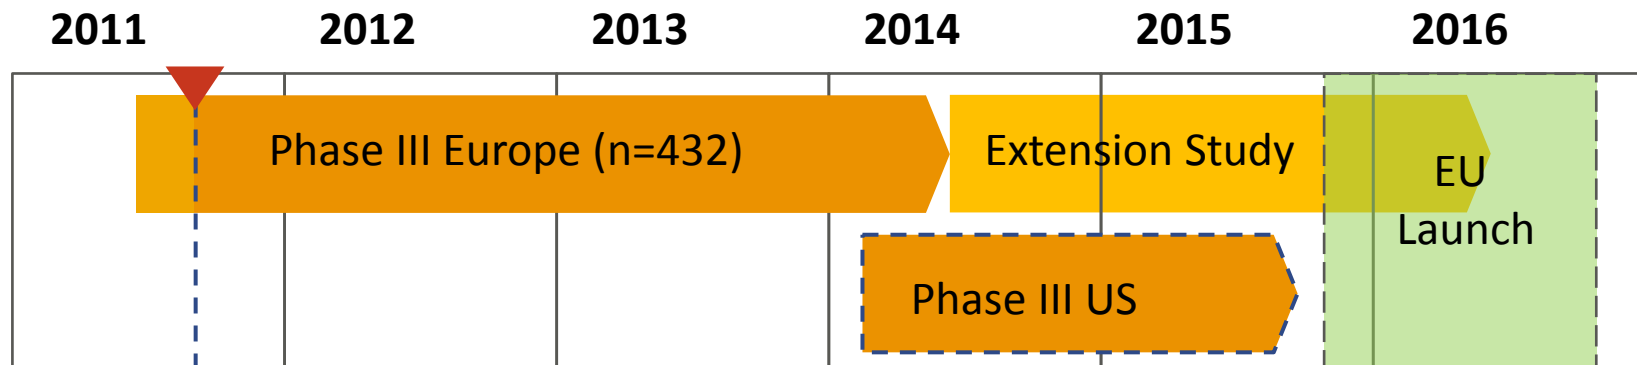 2011 2012 2013 2014 2015 2016
Phase III Europe (n=432)
Extension Study
EU
Launch
Phase III US